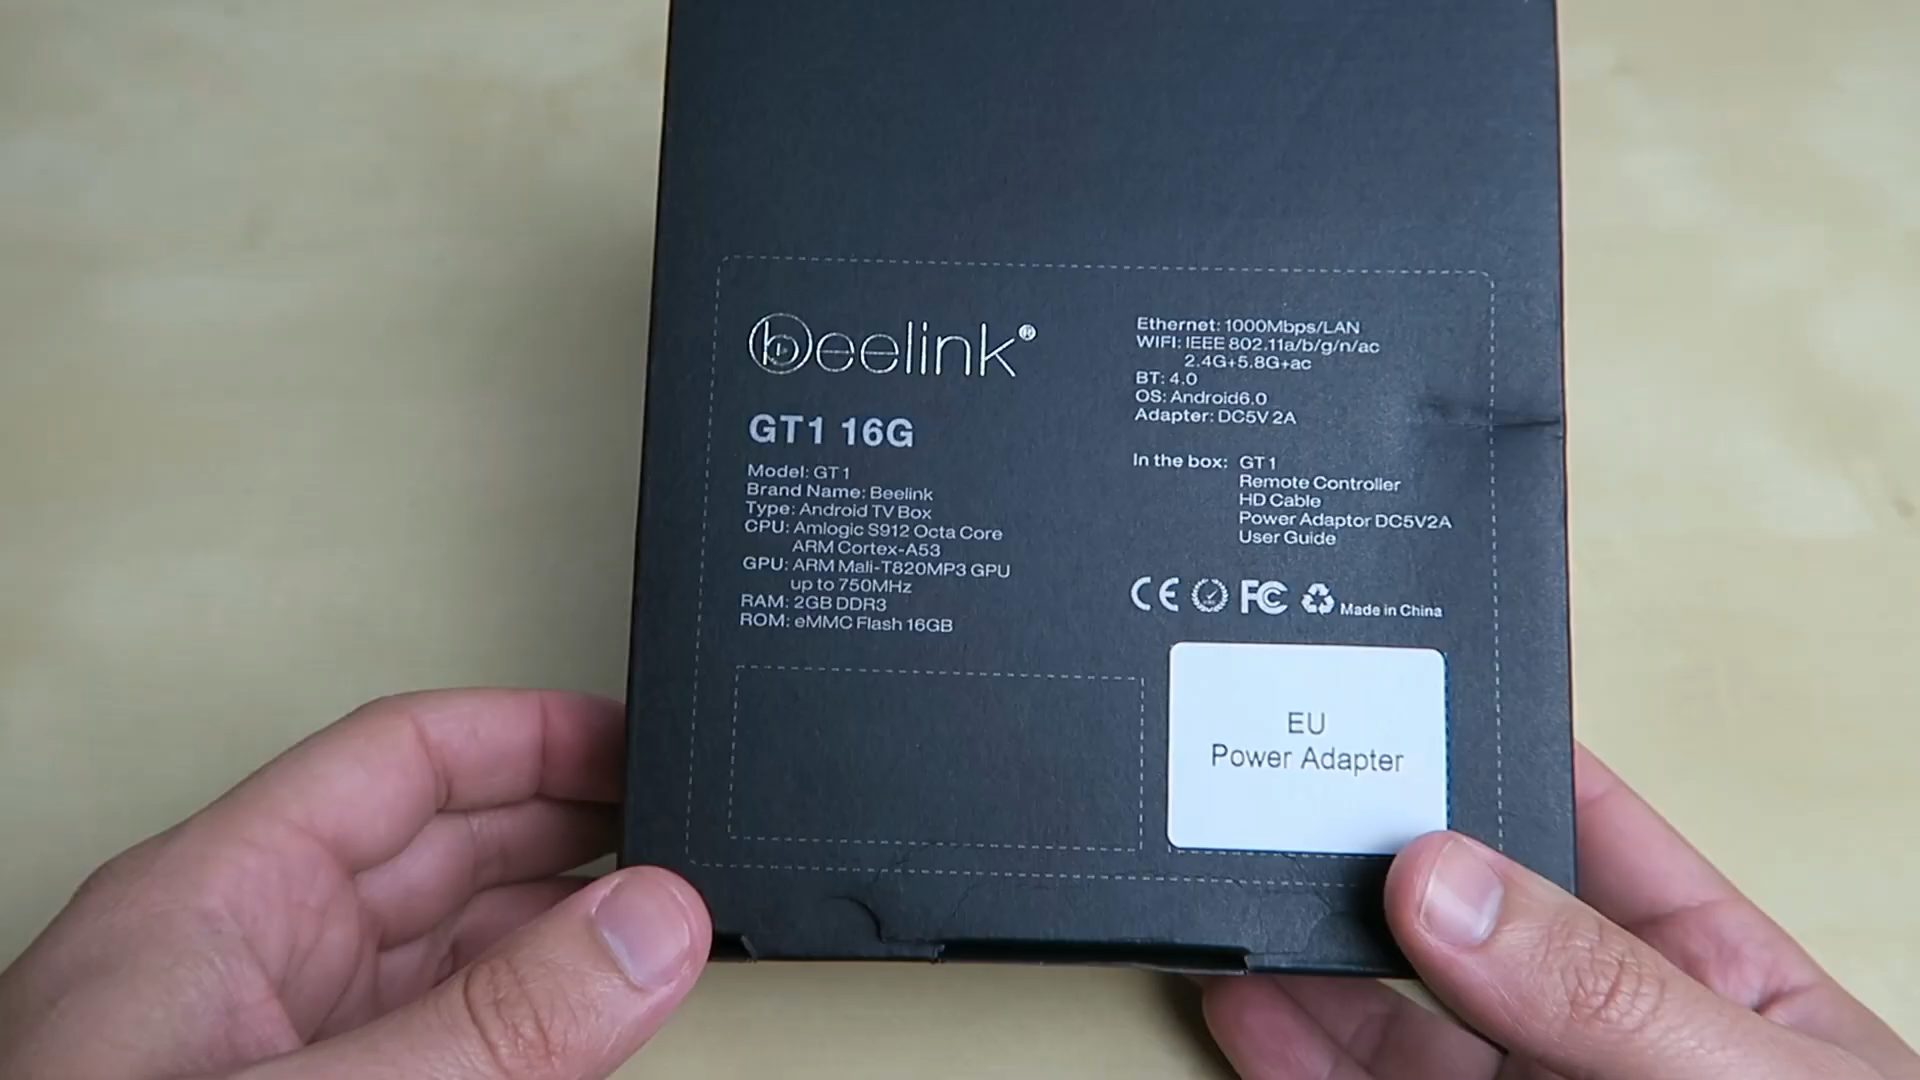 beelink®
GT1 16G
Model: GT1
Brand Name: Beelink
Type: Android TV Box
CPU: Amlogic S912 Octa Core
ARM Cortex-A53
GPU: ARM Mali-T820MP3 GPU
up to 750MHz
RAM: 2GB DDR3
ROM: eMMC Flash 16GB
Ethernet: 1000Mbps/LAN
WIFI: IEEE 802.11a/b/g/n/ac
2.4G+5.8G+ac
BT: 4.0
OS: Android6.0
Adapter: DC5V 2A
In the box: GT1
Remote Controller
HD Cable
Power Adaptor DC5V2A
User Guide
CE FC Made in China
EU
Power Adapter